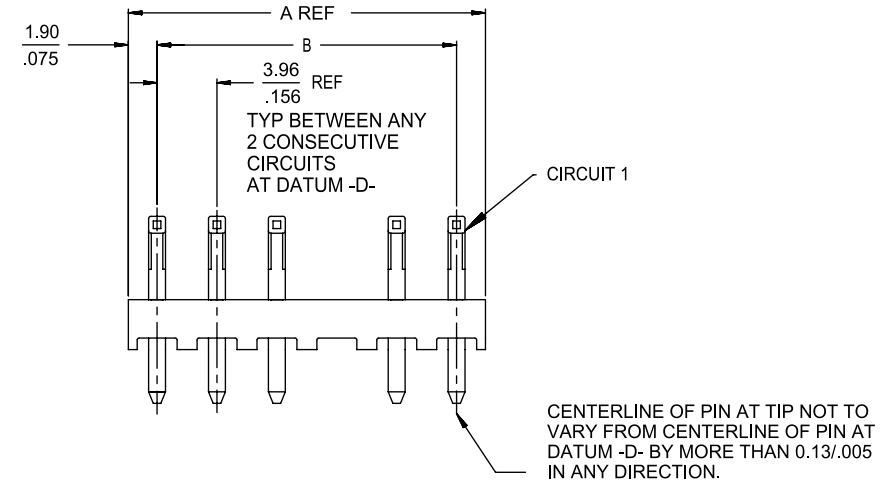 A REF
1.90
.075
B
3.96
.156
REF
TYP BETWEEN ANY
2 CONSECUTIVE
CIRCUITS
AT DATUM -D-
CIRCUIT 1
CENTERLINE OF PIN AT TIP NOT TO
VARY FROM CENTERLINE OF PIN AT
DATUM -D- BY MORE THAN 0.13/.005
IN ANY DIRECTION.